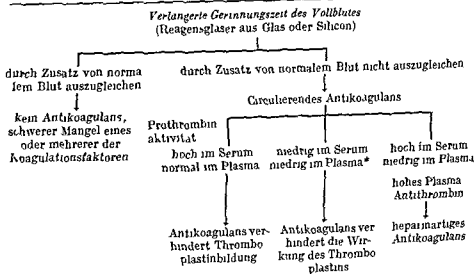 Verlangerte Gerinnungszeit des Vollblutes
(Reagensglaser aus Glas oder Silicon)
durch Zusatz von norma
lem Blut auszugleichen
durch Zusatz von normalem Blut nicht auszugleichen
kein Antikoagulans,
schwerer Mangel eines
oder mehrerer der
Koagulationsfaktoren
Circulierendes Antikoagulans
Prothrombin
aktivitat
hoch im Serum
normal im Plasma
niedrig im Serum
niedrig im Plasma*
hoch im Serum
niedrig im Plasma
hohes Plasma
Antithrombin
Antikoagulans ver
hindert Thrombo
plastinbildung
Antikoagulans ver
hindert die Wir-
kung des Thrombo
plastins
heparinartiges
Antikoagulans